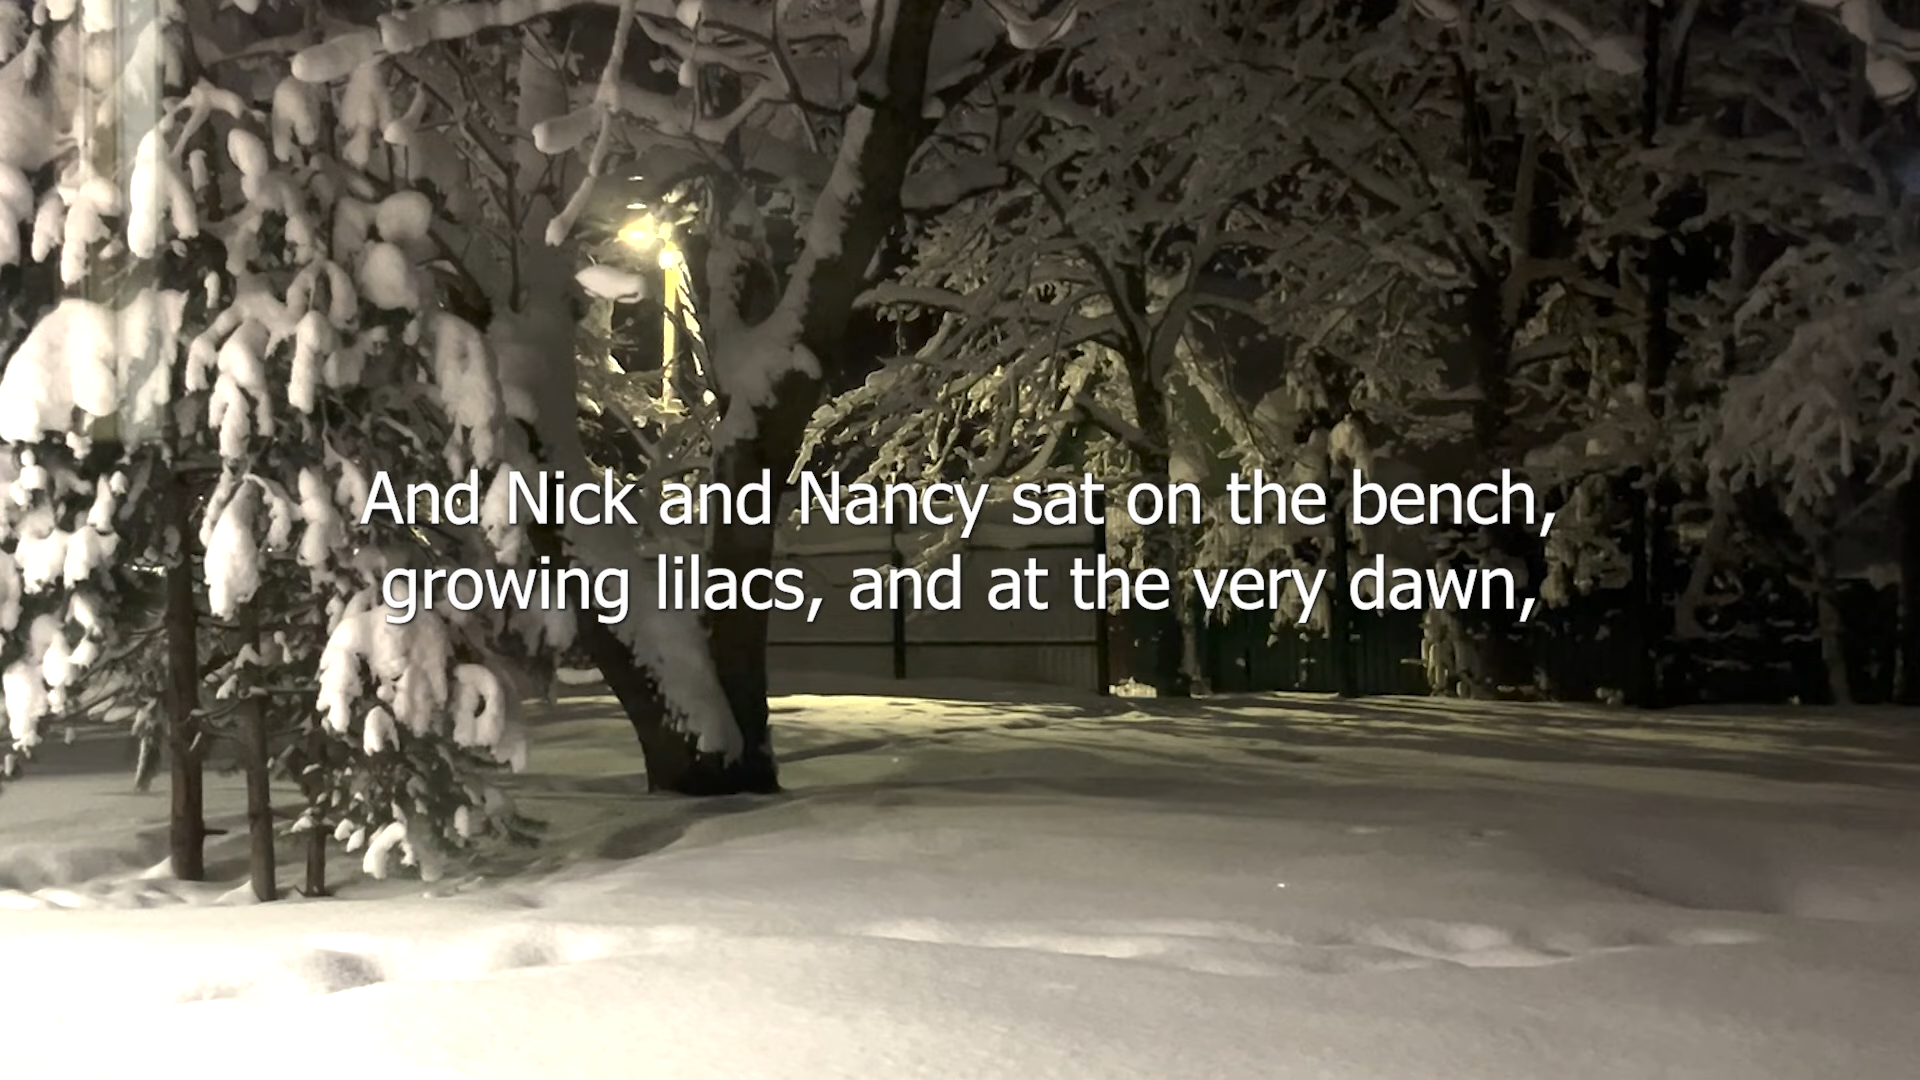 And Nick and Nancy sat on the bench,
growing lilacs, and at the very dawn,